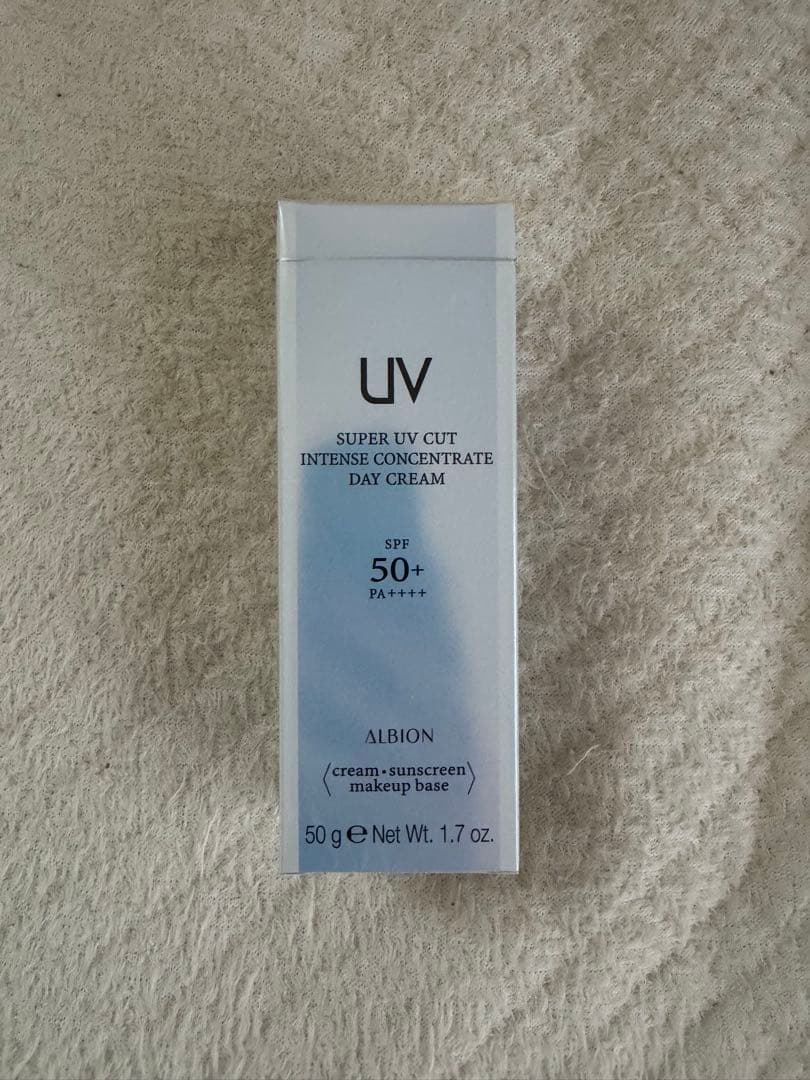 UV
SUPER UV CUT
INTENSE CONCENTRATE
DAY CREAM
SPF
50+
PA++++
ALBION
〈cream・sunscreen
makeup base〉
50 g ℮ Net Wt. 1.7 oz.